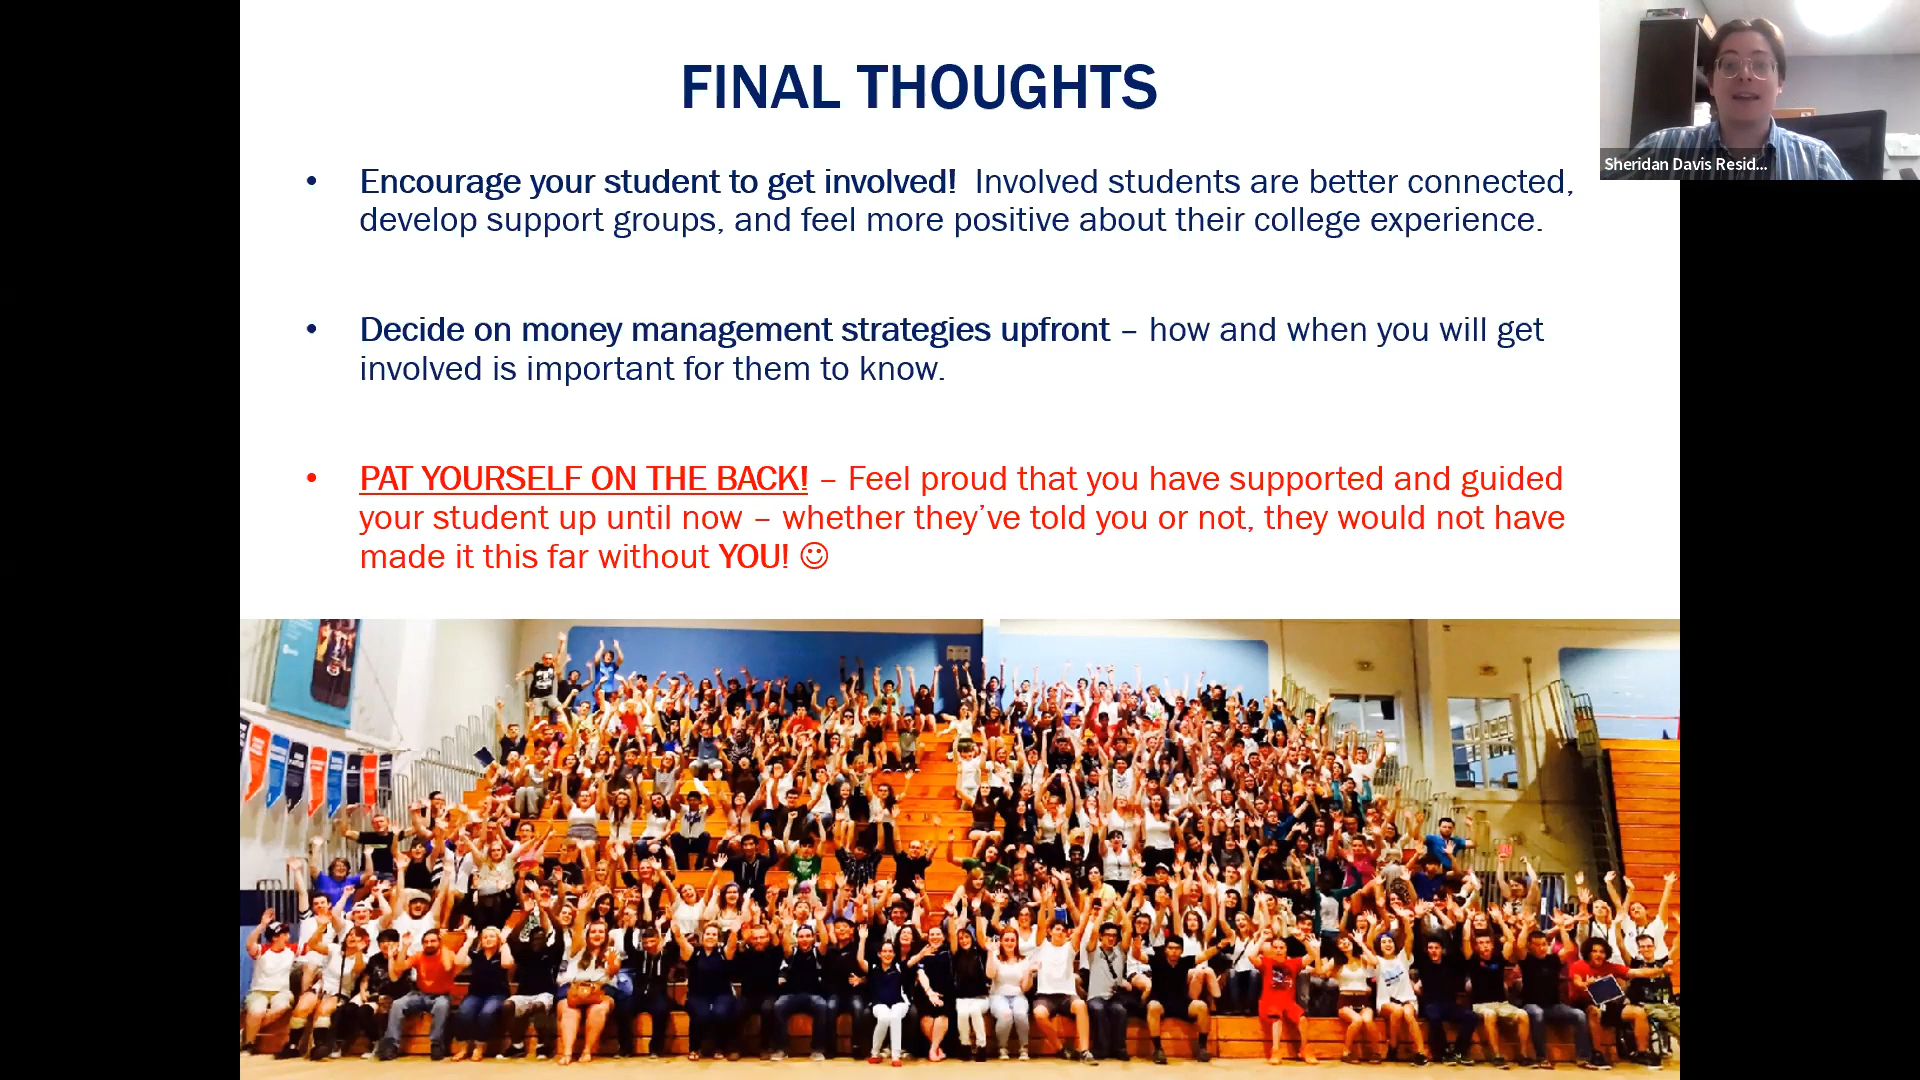 FINAL THOUGHTS
Sheridan Davis Resid...
• Encourage your student to get involved! Involved students are better connected,
develop support groups, and feel more positive about their college experience.
• Decide on money management strategies upfront – how and when you will get
involved is important for them to know.
• PAT YOURSELF ON THE BACK! – Feel proud that you have supported and guided
your student up until now – whether they’ve told you or not, they would not have
made it this far without YOU! ☺